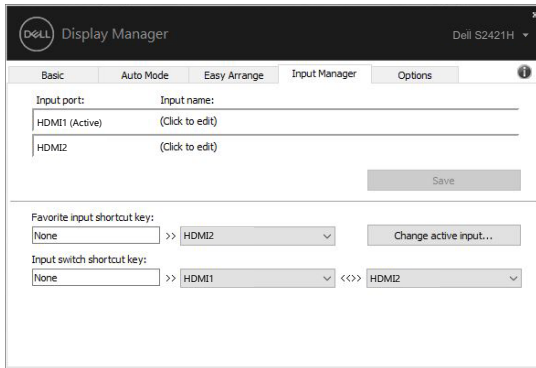 DELL Display Manager Dell S2421H
Basic Auto Mode Easy Arrange Input Manager Options
Input port: Input name:
HDMI1 (Active) (Click to edit)
HDMI2 (Click to edit)
Save
Favorite input shortcut key:
None >> HDMI2 Change active input...
Input switch shortcut key:
None >> HDMI1 <<>> HDMI2